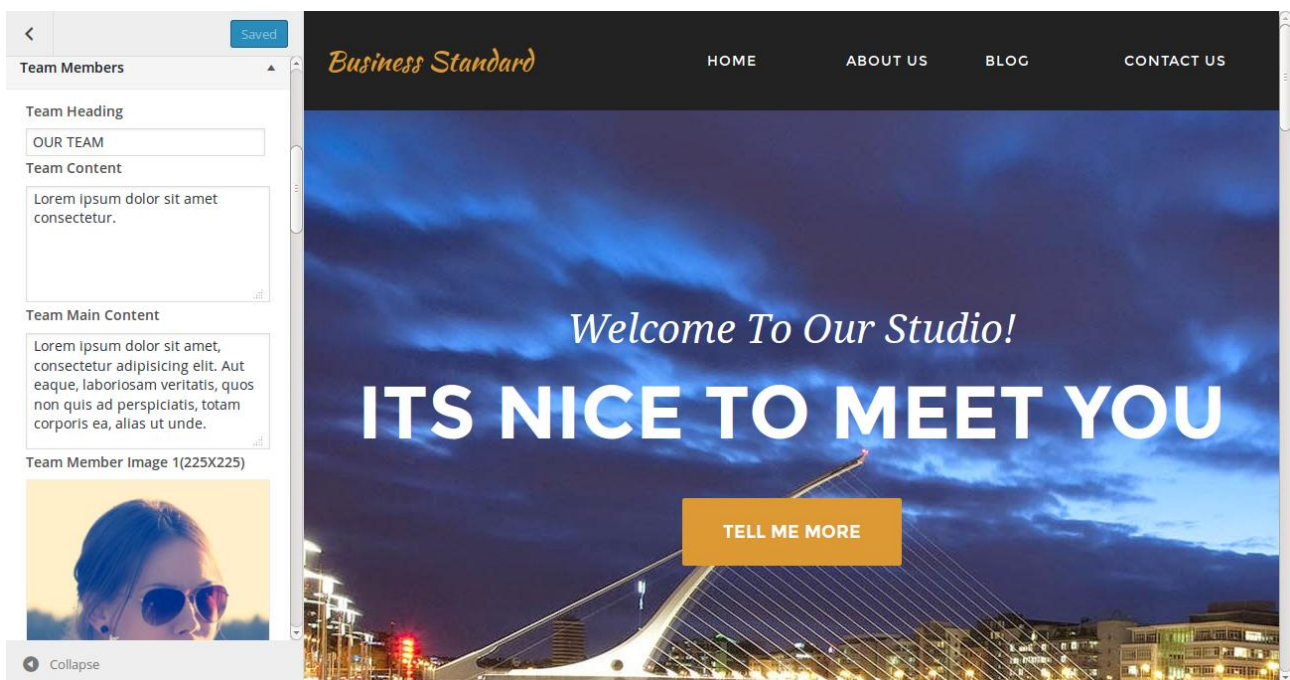 Saved
Team Members
Team Heading
OUR TEAM
Team Content
Lorem ipsum dolor sit amet
consectetur.
Team Main Content
Lorem ipsum dolor sit amet,
consectetur adipisicing elit. Aut
eaque, laboriosam veritatis, quos
non quis ad perspiciatis, totam
corporis ea, alias ut unde.
Team Member Image 1(225X225)
Collapse
Business Standard
HOME ABOUT US BLOG CONTACT US
Welcome To Our Studio!
ITS NICE TO MEET YOU
TELL ME MORE